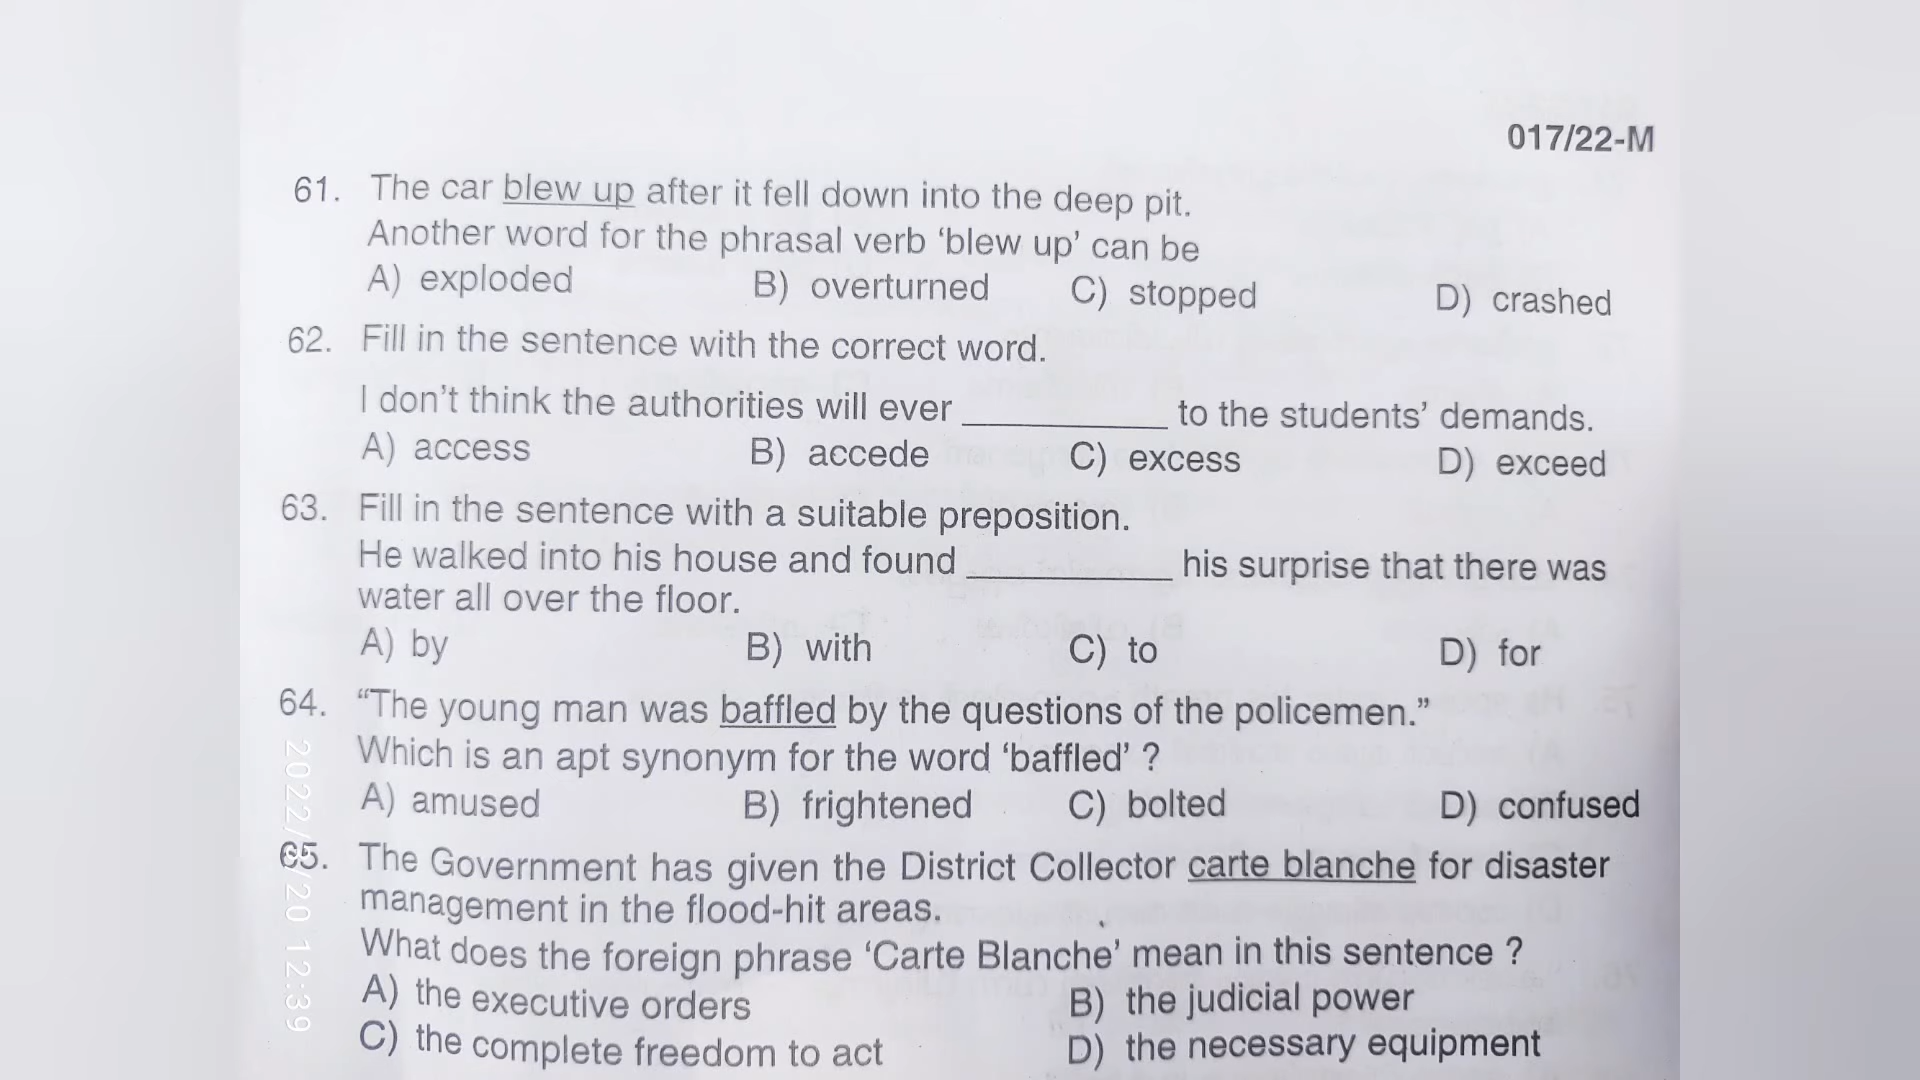 017/22-M
61. The car blew up after it fell down into the deep pit.
Another word for the phrasal verb ‘blew up’ can be
A) exploded B) overturned C) stopped D) crashed
62. Fill in the sentence with the correct word.
I don’t think the authorities will ever __________ to the students’ demands.
A) access B) accede C) excess D) exceed
63. Fill in the sentence with a suitable preposition.
He walked into his house and found __________ his surprise that there was
water all over the floor.
A) by B) with C) to D) for
64. “The young man was baffled by the questions of the policemen.”
Which is an apt synonym for the word ‘baffled’ ?
A) amused B) frightened C) bolted D) confused
65. The Government has given the District Collector carte blanche for disaster
management in the flood-hit areas.
What does the foreign phrase ‘Carte Blanche’ mean in this sentence ?
A) the executive orders B) the judicial power
C) the complete freedom to act D) the necessary equipment